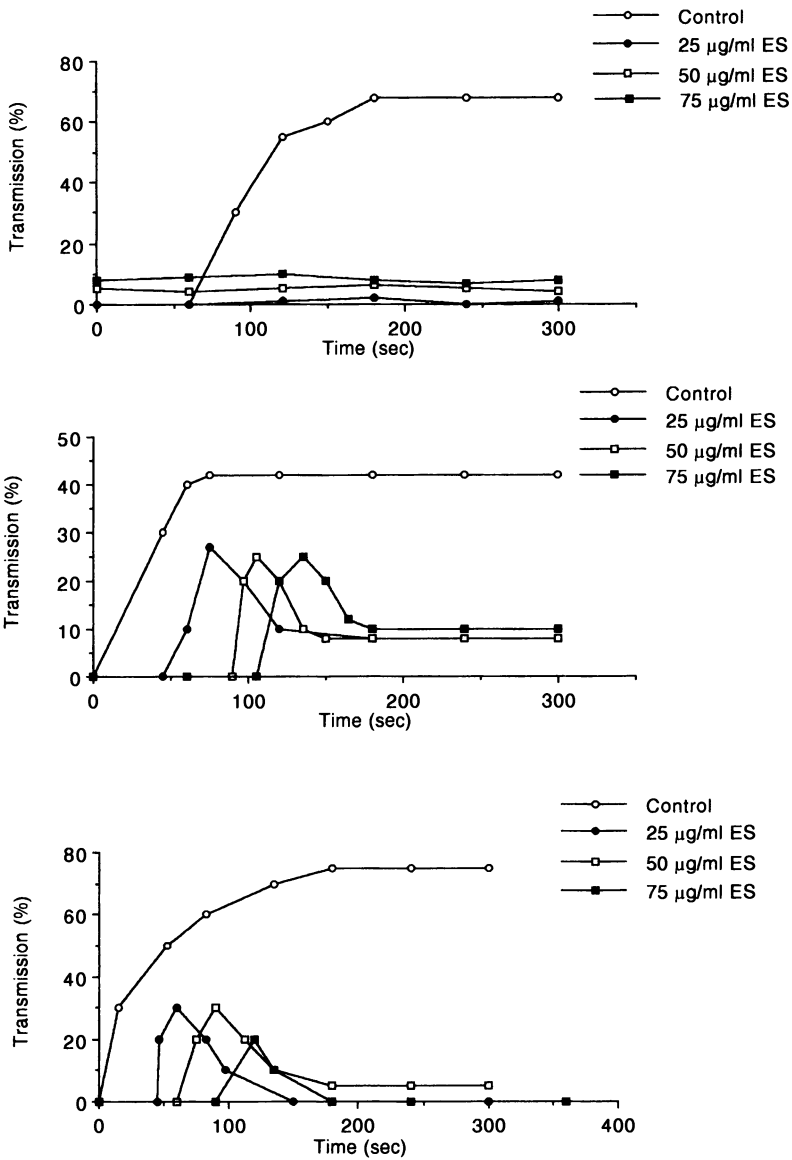 Control
25 µg/ml ES
50 µg/ml ES
75 µg/ml ES
Transmission (%)
80
60
40
20
0
0 100 200 300
Time (sec)
Control
25 µg/ml ES
50 µg/ml ES
75 µg/ml ES
Transmission (%)
50
40
30
20
10
0
0 100 200 300
Time (sec)
Control
25 µg/ml ES
50 µg/ml ES
75 µg/ml ES
Transmission (%)
80
60
40
20
0
0 100 200 300 400
Time (sec)